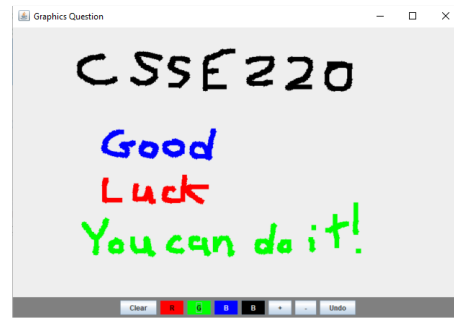 Graphics Question
CSSE220
Good
Luck
You can do it!
Clear R G B B + - Undo